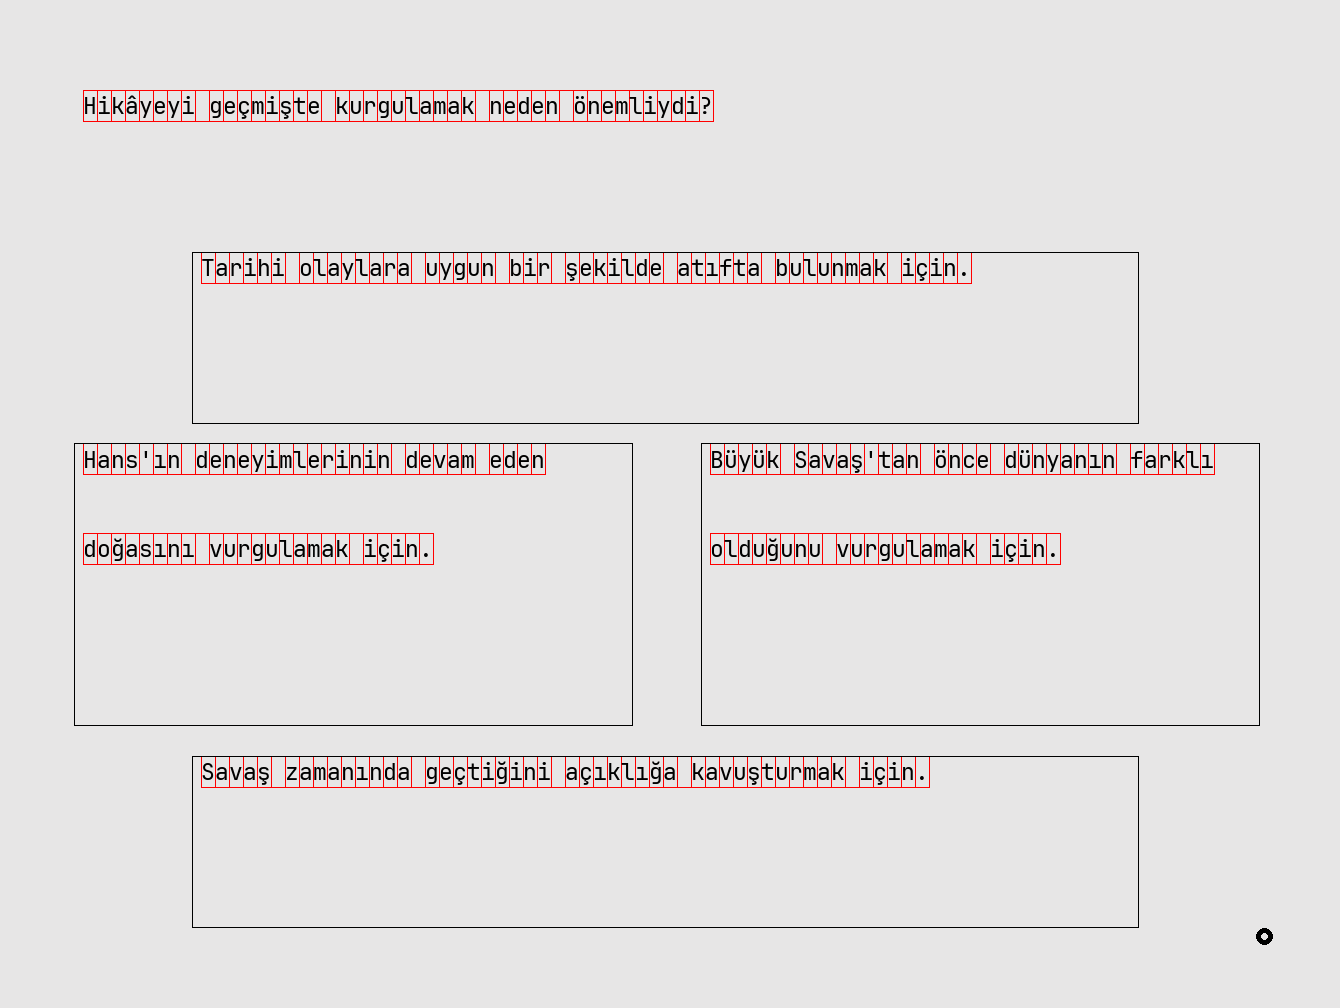 Hikâyeyi geçmişte kurgulamak neden önemliydi?
Tarihi olaylara uygun bir şekilde atıfta bulunmak için.
Hans'ın deneyimlerinin devam eden
doğasını vurgulamak için.
Büyük Savaş'tan önce dünyanın farklı
olduğunu vurgulamak için.
Savaş zamanında geçtiğini açıklığa kavuşturmak için.